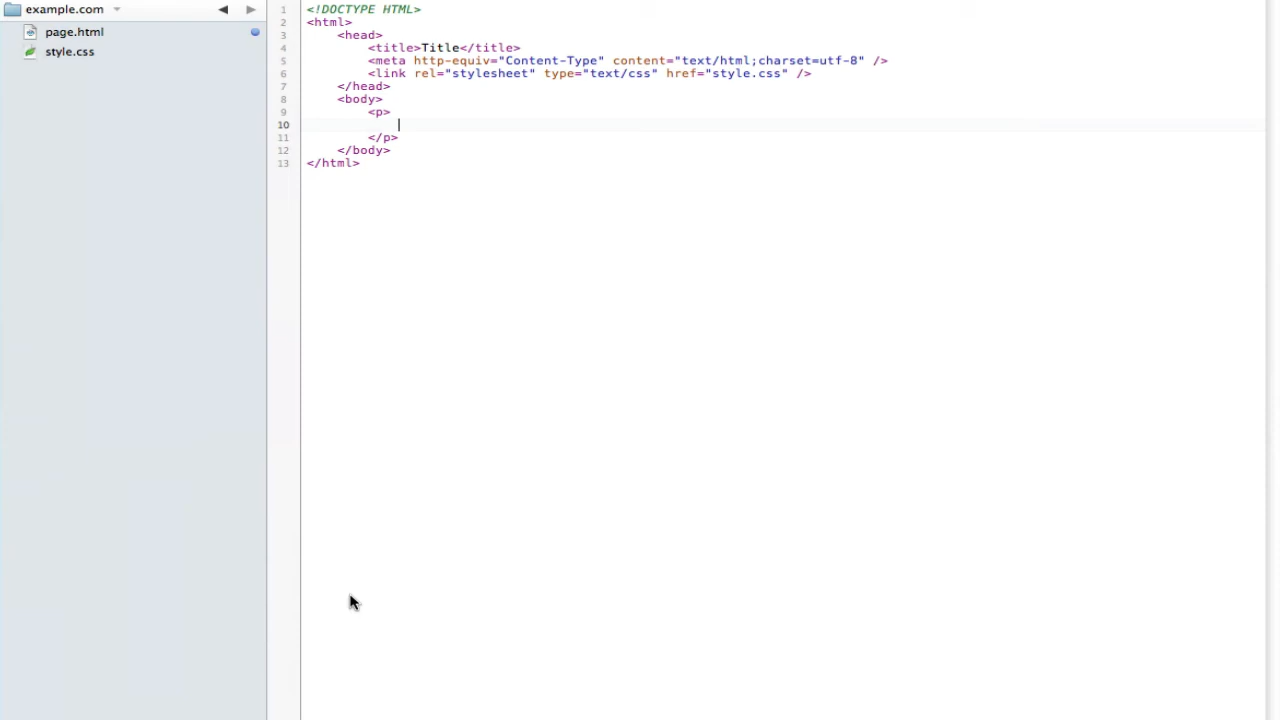 example.com
page.html
style.css
1 <!DOCTYPE HTML>
2 <html>
3 <head>
4 <title>Title</title>
5 <meta http-equiv="Content-Type" content="text/html;charset=utf-8" />
6 <link rel="stylesheet" type="text/css" href="style.css" />
7 </head>
8 <body>
9 <p>
10
11 </p>
12 </body>
13 </html>